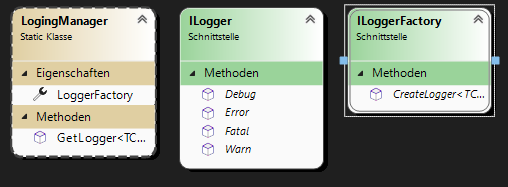 LogingManager
Static Klasse
Eigenschaften
LoggerFactory
Methoden
GetLogger<TC...
ILogger
Schnittstelle
Methoden
Debug
Error
Fatal
Warn
ILoggerFactory
Schnittstelle
Methoden
CreateLogger<TC...